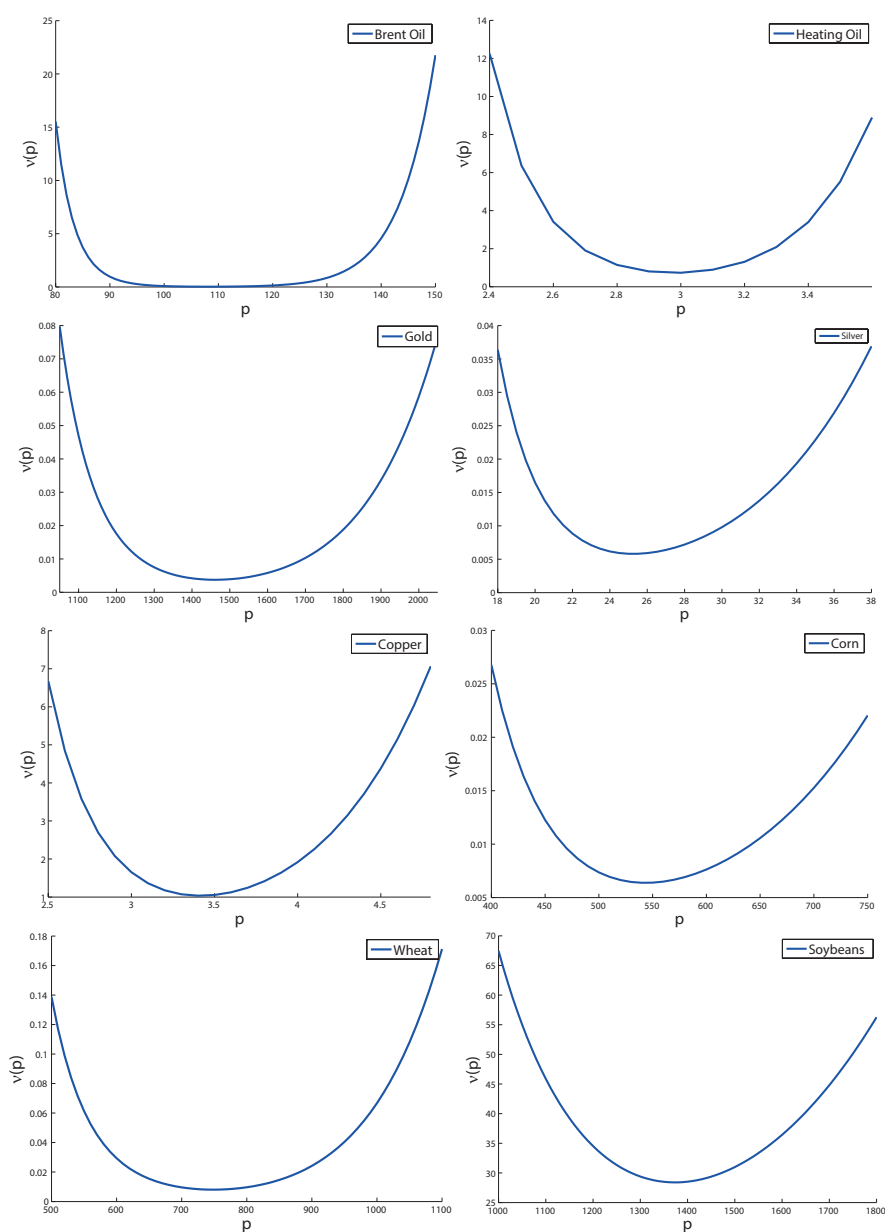 Brent Oil
25
20
15
10
5
0
80 90 100 110 120 130 140 150
ν(p)
p
Heating Oil
14
12
10
8
6
4
2
0
2.4 2.6 2.8 3 3.2 3.4
ν(p)
p
Gold
0.08
0.07
0.06
0.05
0.04
0.03
0.02
0.01
0
1100 1200 1300 1400 1500 1600 1700 1800 1900 2000
ν(p)
p
Silver
0.04
0.035
0.03
0.025
0.02
0.015
0.01
0.005
0
18 20 22 24 26 28 30 32 34 36 38
ν(p)
p
Copper
8
7
6
5
4
3
2
1
2.5 3 3.5 4 4.5
ν(p)
p
Corn
0.03
0.025
0.02
0.015
0.01
0.005
400 450 500 550 600 650 700 750
ν(p)
p
Wheat
0.18
0.16
0.14
0.12
0.1
0.08
0.06
0.04
0.02
0
500 600 700 800 900 1000 1100
ν(p)
p
Soybeans
70
65
60
55
50
45
40
35
30
25
1000 1100 1200 1300 1400 1500 1600 1700 1800
ν(p)
p